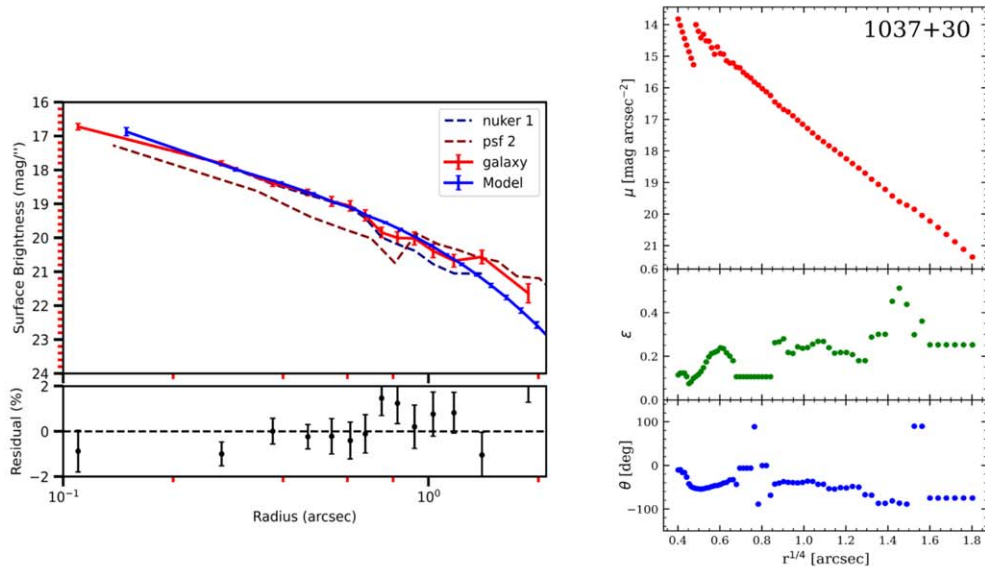 16
17
18
19
20
21
22
23
24
Surface Brightness (mag/'')
nuker 1
psf 2
galaxy
Model
2
0
−2
Residual (%)
10⁻¹
10⁰
Radius (arcsec)
1037+30
14
15
16
17
18
19
20
21
μ [mag arcsec⁻²]
0.6
0.4
0.2
0.0
ε
100
0
−100
θ [deg]
0.4 0.6 0.8 1.0 1.2 1.4 1.6 1.8
r¹/⁴ [arcsec]